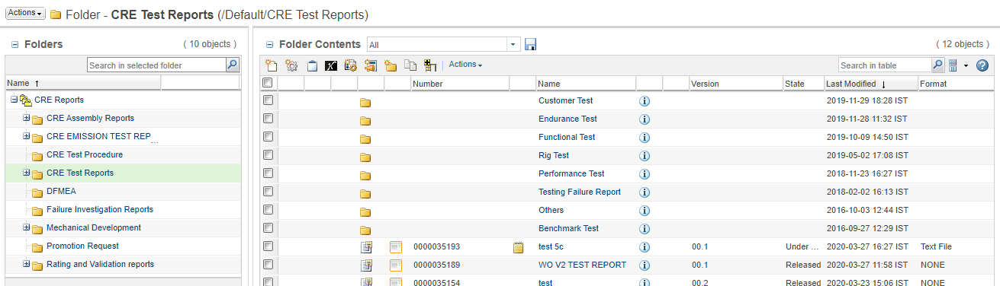 Actions Folder - CRE Test Reports (/Default/CRE Test Reports)
Folders ( 10 objects )
Search in selected folder
Name ↑
CRE Reports
CRE Assembly Reports
CRE EMISSION TEST REP...
CRE Test Procedure
CRE Test Reports
DFMEA
Failure Investigation Reports
Mechanical Development
Promotion Request
Rating and Validation reports
Folder Contents All ( 12 objects )
Actions Search in table
Number Name Version State Last Modified ↓ Format
Customer Test 2019-11-29 18:28 IST
Endurance Test 2019-11-28 11:32 IST
Functional Test 2019-10-09 14:50 IST
Rig Test 2019-05-02 17:08 IST
Performance Test 2018-11-23 16:27 IST
Testing Failure Report 2018-02-02 16:13 IST
Others 2016-10-03 12:44 IST
Benchmark Test 2016-09-27 12:29 IST
0000035193 test 5c 00.1 Under ... 2020-03-27 16:27 IST Text File
0000035189 WO V2 TEST REPORT 00.1 Released 2020-03-27 11:58 IST NONE
0000035154 test 00.2 Released 2020-03-23 15:06 IST NONE